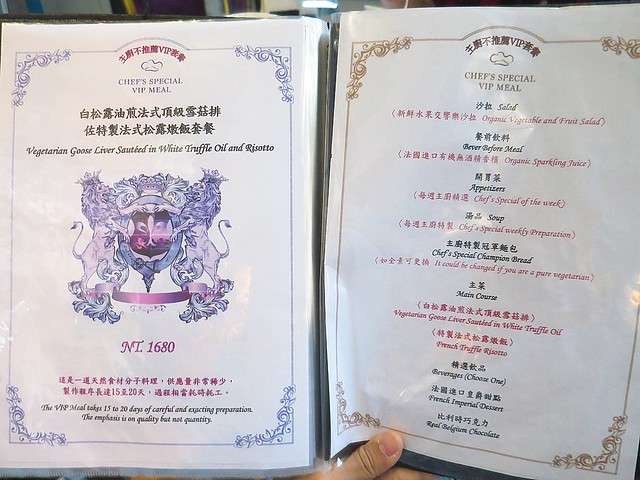 主廚不推薦VIP套餐
CHEF'S SPECIAL
VIP MEAL
白松露油煎法式頂級雪菇排
佐特製法式松露燉飯套餐
Vegetarian Goose Liver Sautéed in White Truffle Oil and Risotto
NT. 1680
這是一道天然食材分子料理，供應量非常稀少，
製作程序長達15至20天，過程相當耗時耗工。
The VIP Meal takes 15 to 20 days of careful and exacting preparation.
The emphasis is on quality but not quantity.
主廚不推薦VIP套餐
CHEF'S SPECIAL
VIP MEAL
沙拉 Salad
〈新鮮水果交響樂沙拉 Organic Vegetable and Fruit Salad〉
餐前飲料
Bever Before Meal
〈法國進口有機無酒精香檳 Organic Sparkling Juice〉
開胃菜
Appetizers
〈每週主廚精選 Chef's Special of the week〉
湯品 Soup
〈每週主廚特製 Chef's Special weekly Preparation〉
主廚特製冠軍麵包
Chef's Special Champion Bread
〈如全素可更換 It could be changed if you are a pure vegetarian〉
主菜
Main Course
〈白松露油煎法式頂級雪菇排〉
Vegetarian Goose Liver Sautéed in White Truffle Oil
〈特製法式松露燉飯〉
French Truffle Risotto
精選飲品
Beverages (Chooze One)
法國進口皇爵甜點
French Imperial Dessert
比利時巧克力
Real Belgium Chocolate